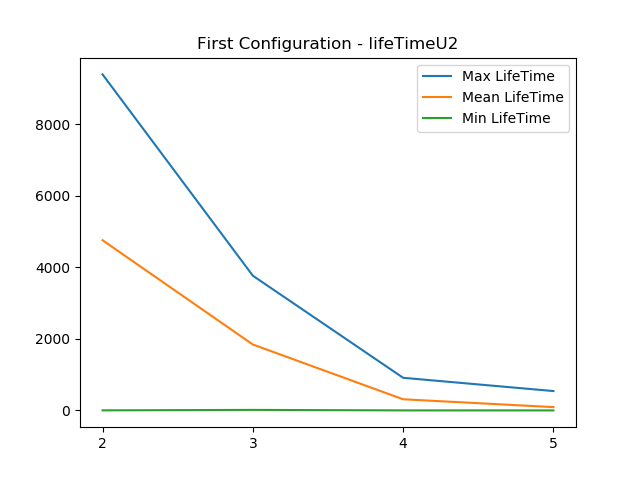 First Configuration - lifeTimeU2
Max LifeTime
Mean LifeTime
Min LifeTime
8000
6000
4000
2000
0
2 3 4 5